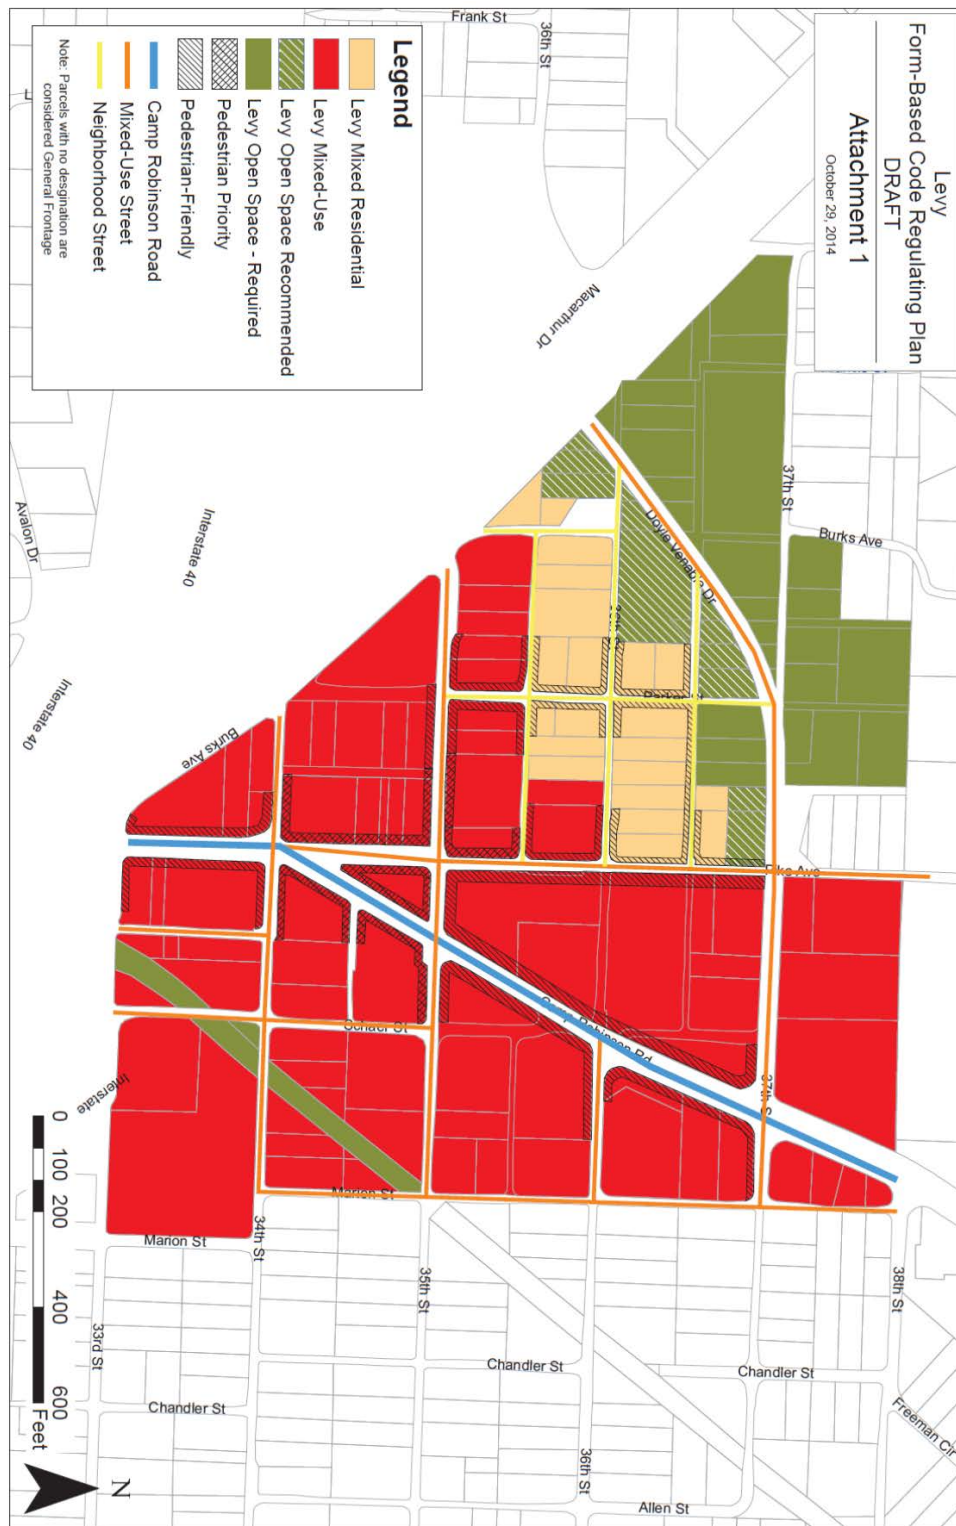 Levy
Form-Based Code Regulating Plan
DRAFT
Attachment 1
October 29, 2014
Legend
Levy Mixed Residential
Levy Mixed-Use
Levy Open Space Recommended
Levy Open Space - Required
Pedestrian Priority
Pedestrian-Friendly
Camp Robinson Road
Mixed-Use Street
Neighborhood Street
Note: Parcels with no desgination are
considered General Frontage
Frank St
36th St
Macarthur Dr
37th St
Burks Ave
Doyle Venable Dr
Avalon Dr
Interstate 40
Interstate 40
Burks Ave
Parker St
Pike Ave
Camp Robinson Rd
Schaer St
37th St
Interstate
Marion St
Marion St
34th St
35th St
38th St
33rd St
Chandler St
Chandler St
Chandler St
Freeman Cir
36th St
Allen St
0 100 200 400 600
Feet
N